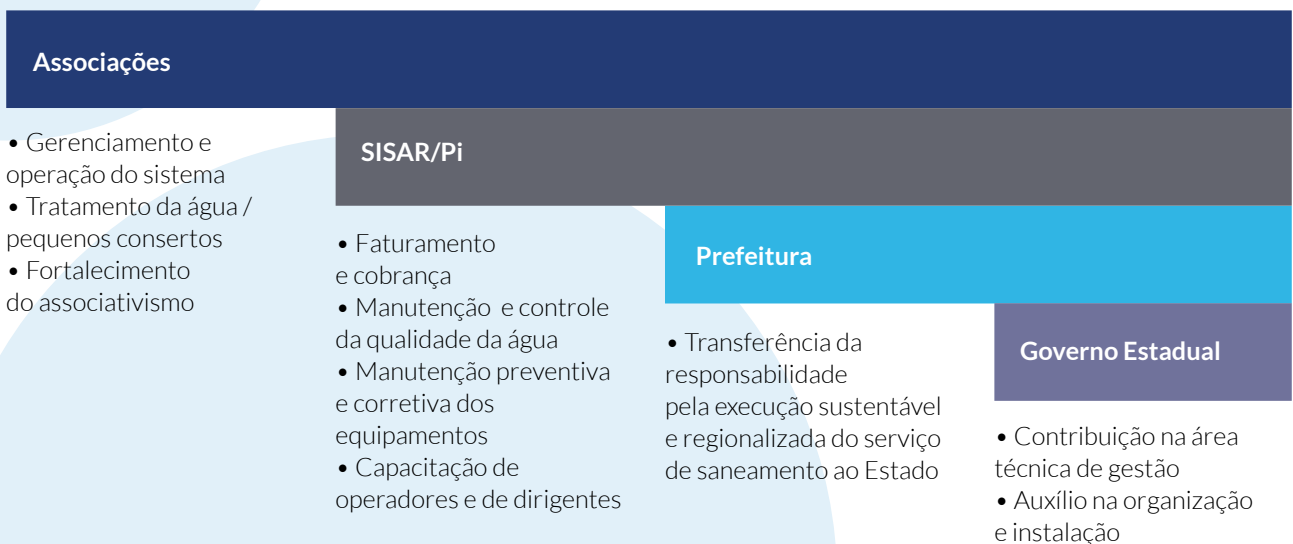 Associações
• Gerenciamento e
operação do sistema
• Tratamento da água /
pequenos consertos
• Fortalecimento
do associativismo
SISAR/Pi
• Faturamento
e cobrança
• Manutenção e controle
da qualidade da água
• Manutenção preventiva
e corretiva dos
equipamentos
• Capacitação de
operadores e de dirigentes
Prefeitura
• Transferência da
responsabilidade
pela execução sustentável
e regionalizada do serviço
de saneamento ao Estado
Governo Estadual
• Contribuição na área
técnica de gestão
• Auxílio na organização
e instalação